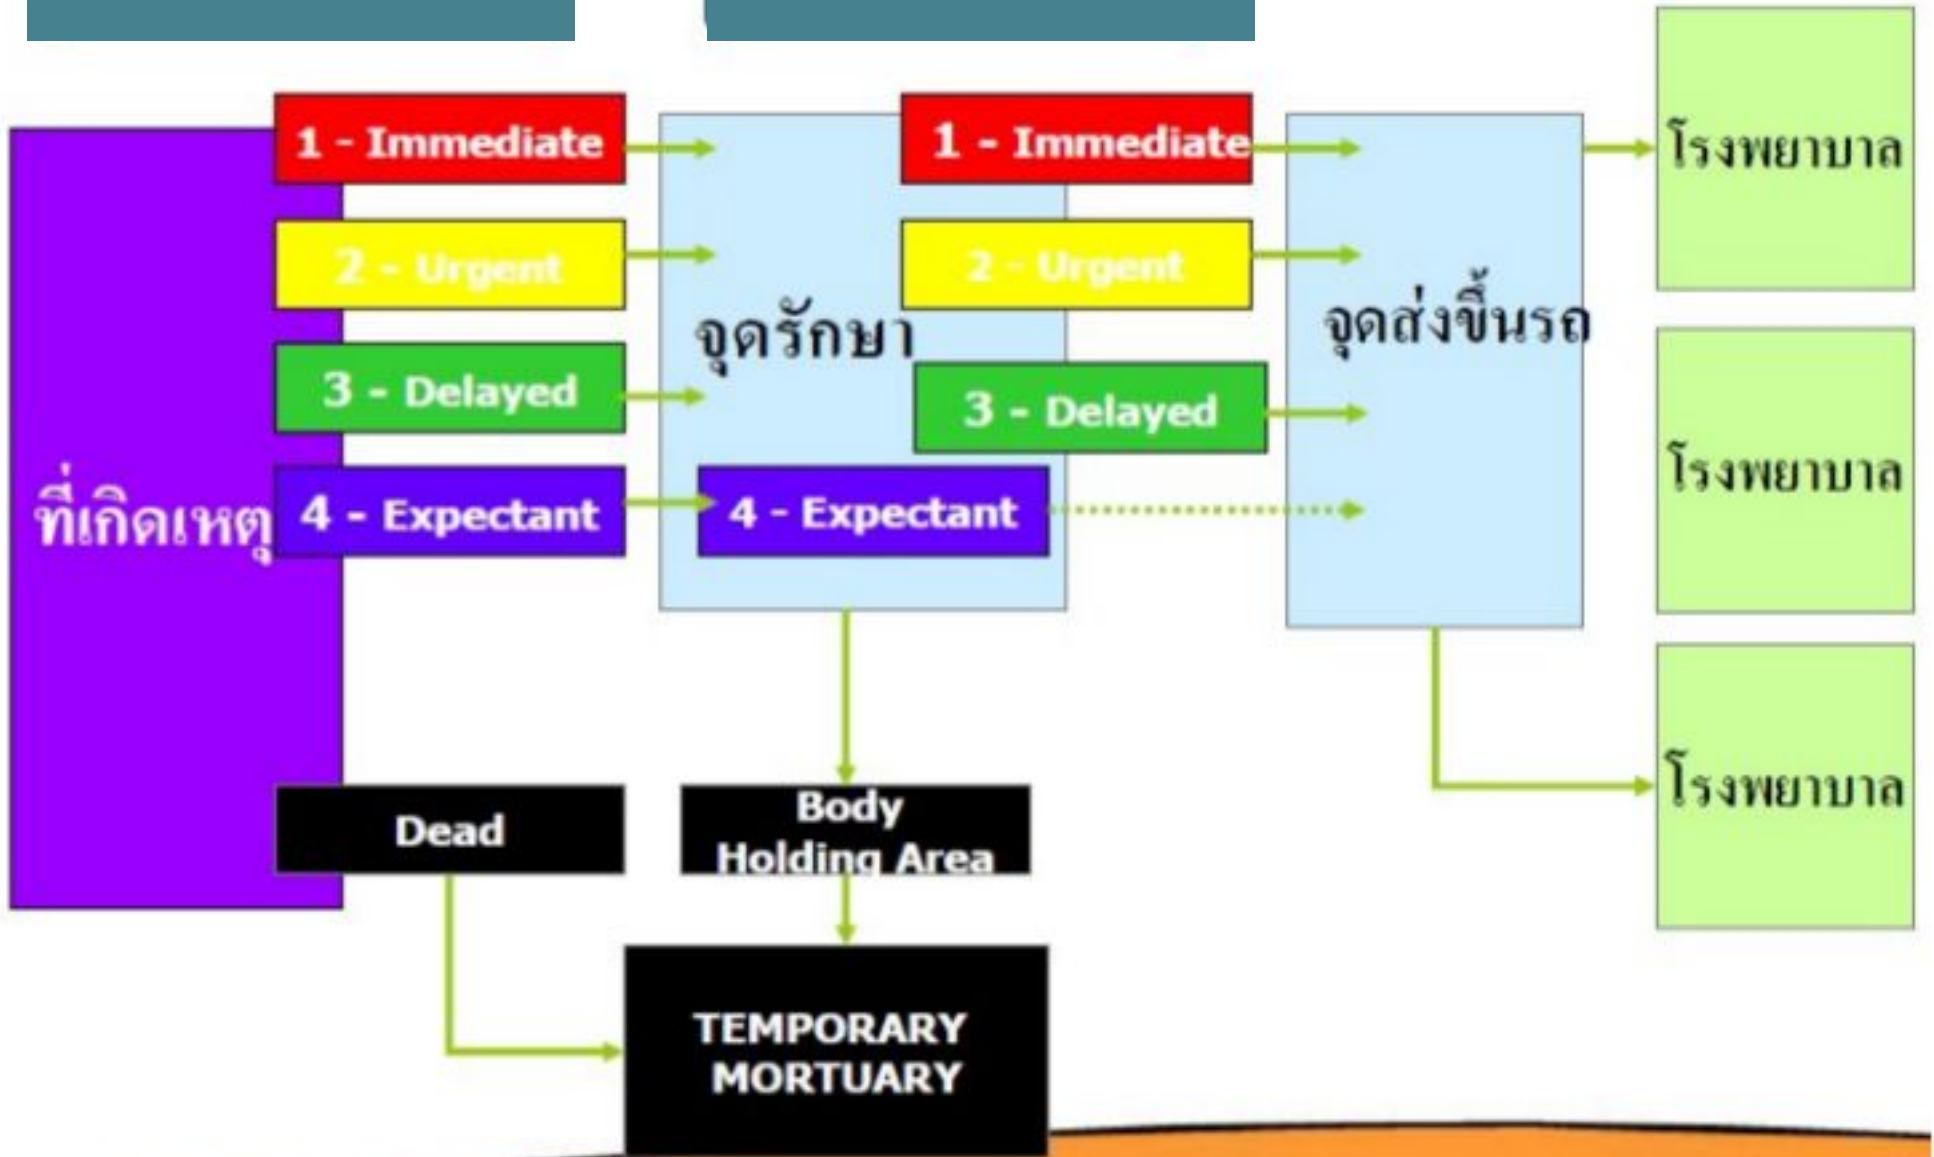 1 - Immediate
2 - Urgent
3 - Delayed
4 - Expectant
ที่เกิดเหตุ
Dead
จุดรักษา
1 - Immediate
2 - Urgent
3 - Delayed
4 - Expectant
Body
Holding Area
TEMPORARY
MORTUARY
จุดส่งขึ้นรถ
โรงพยาบาล
โรงพยาบาล
โรงพยาบาล